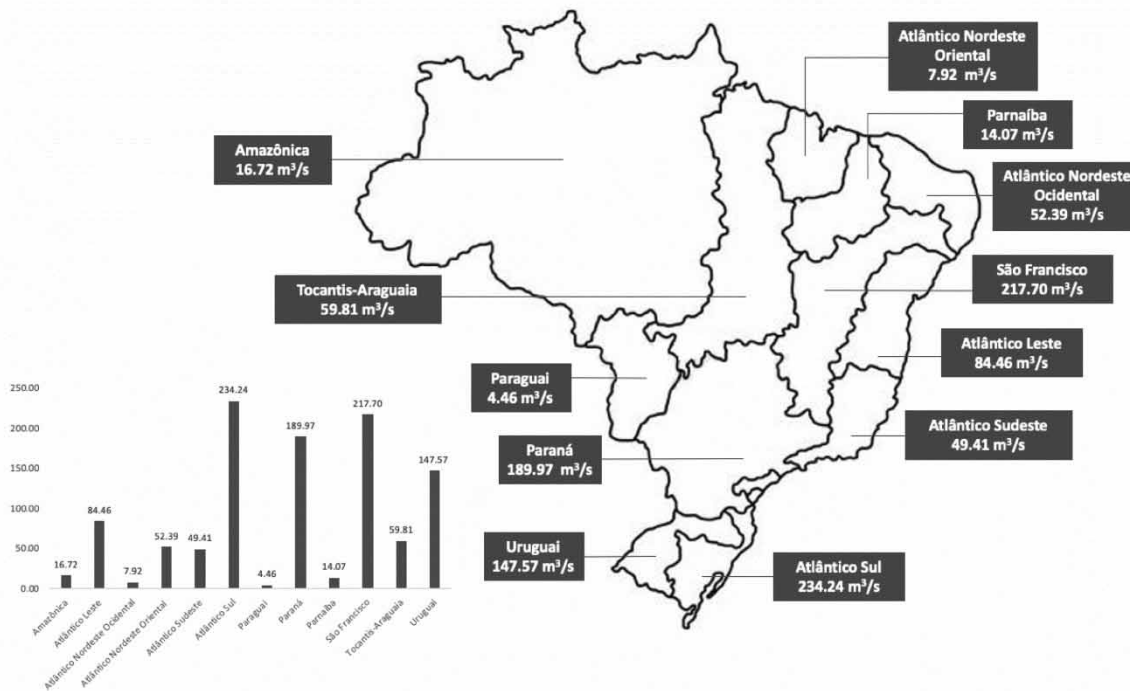 Atlântico Nordeste
Oriental
7.92 m³/s
Parnaíba
14.07 m³/s
Amazônica
16.72 m³/s
Atlântico Nordeste
Ocidental
52.39 m³/s
São Francisco
217.70 m³/s
Tocantis-Araguaia
59.81 m³/s
Atlântico Leste
84.46 m³/s
Paraguai
4.46 m³/s
Atlântico Sudeste
49.41 m³/s
Paraná
189.97 m³/s
Uruguai
147.57 m³/s
Atlântico Sul
234.24 m³/s
250.00
200.00
150.00
100.00
50.00
0.00
16.72
84.46
7.92
52.39
49.41
234.24
4.46
189.97
14.07
217.70
59.81
147.57
Amazônica
Atlântico Leste
Atlântico Nordeste Ocidental
Atlântico Nordeste Oriental
Atlântico Sudeste
Atlântico Sul
Paraguai
Paraná
Parnaíba
São Francisco
Tocantis-Araguaia
Uruguai